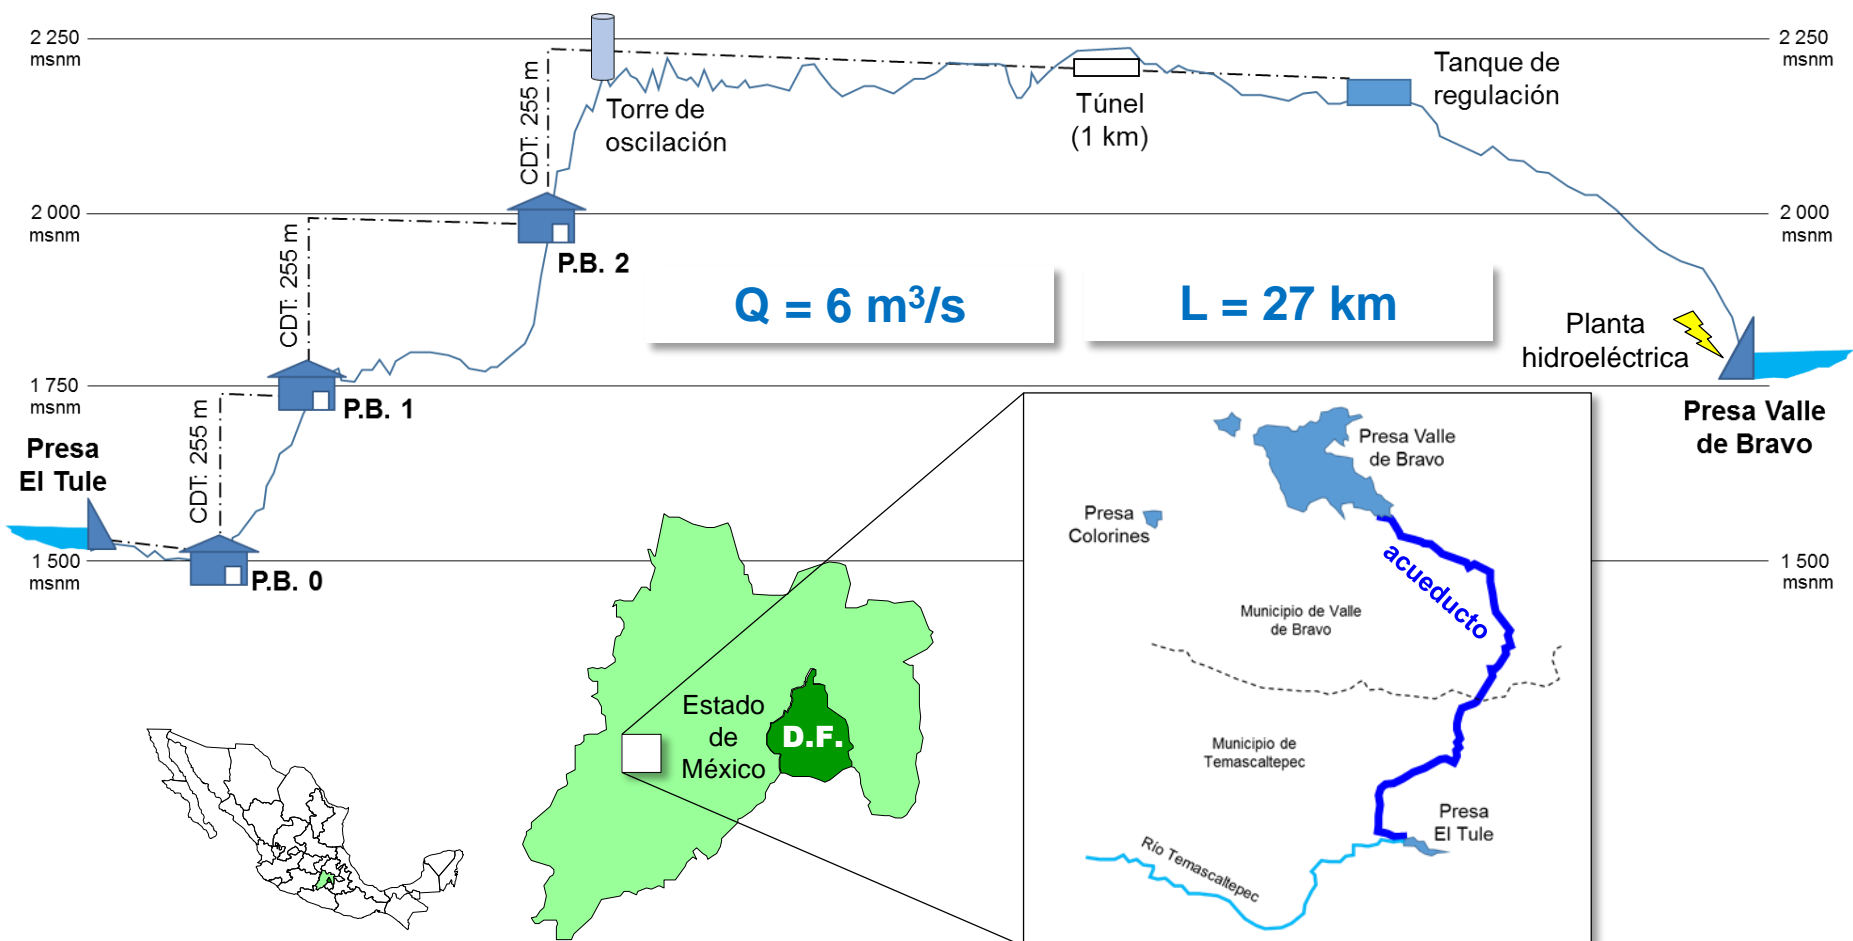 2 250
msnm
CDT: 255 m
Torre de
oscilación
Túnel
(1 km)
Tanque de
regulación
2 250
msnm
2 000
msnm
CDT: 255 m
P.B. 2
2 000
msnm
Q = 6 m³/s
L = 27 km
Planta
hidroeléctrica
1 750
msnm
CDT: 255 m
P.B. 1
Presa Valle
de Bravo
Presa
El Tule
P.B. 0
1 500
msnm
1 500
msnm
Presa Valle
de Bravo
Presa
Colorines
acueducto
Municipio de Valle
de Bravo
Municipio de
Temascaltepec
Presa
El Tule
Río Temascaltepec
Estado
de
México
D.F.